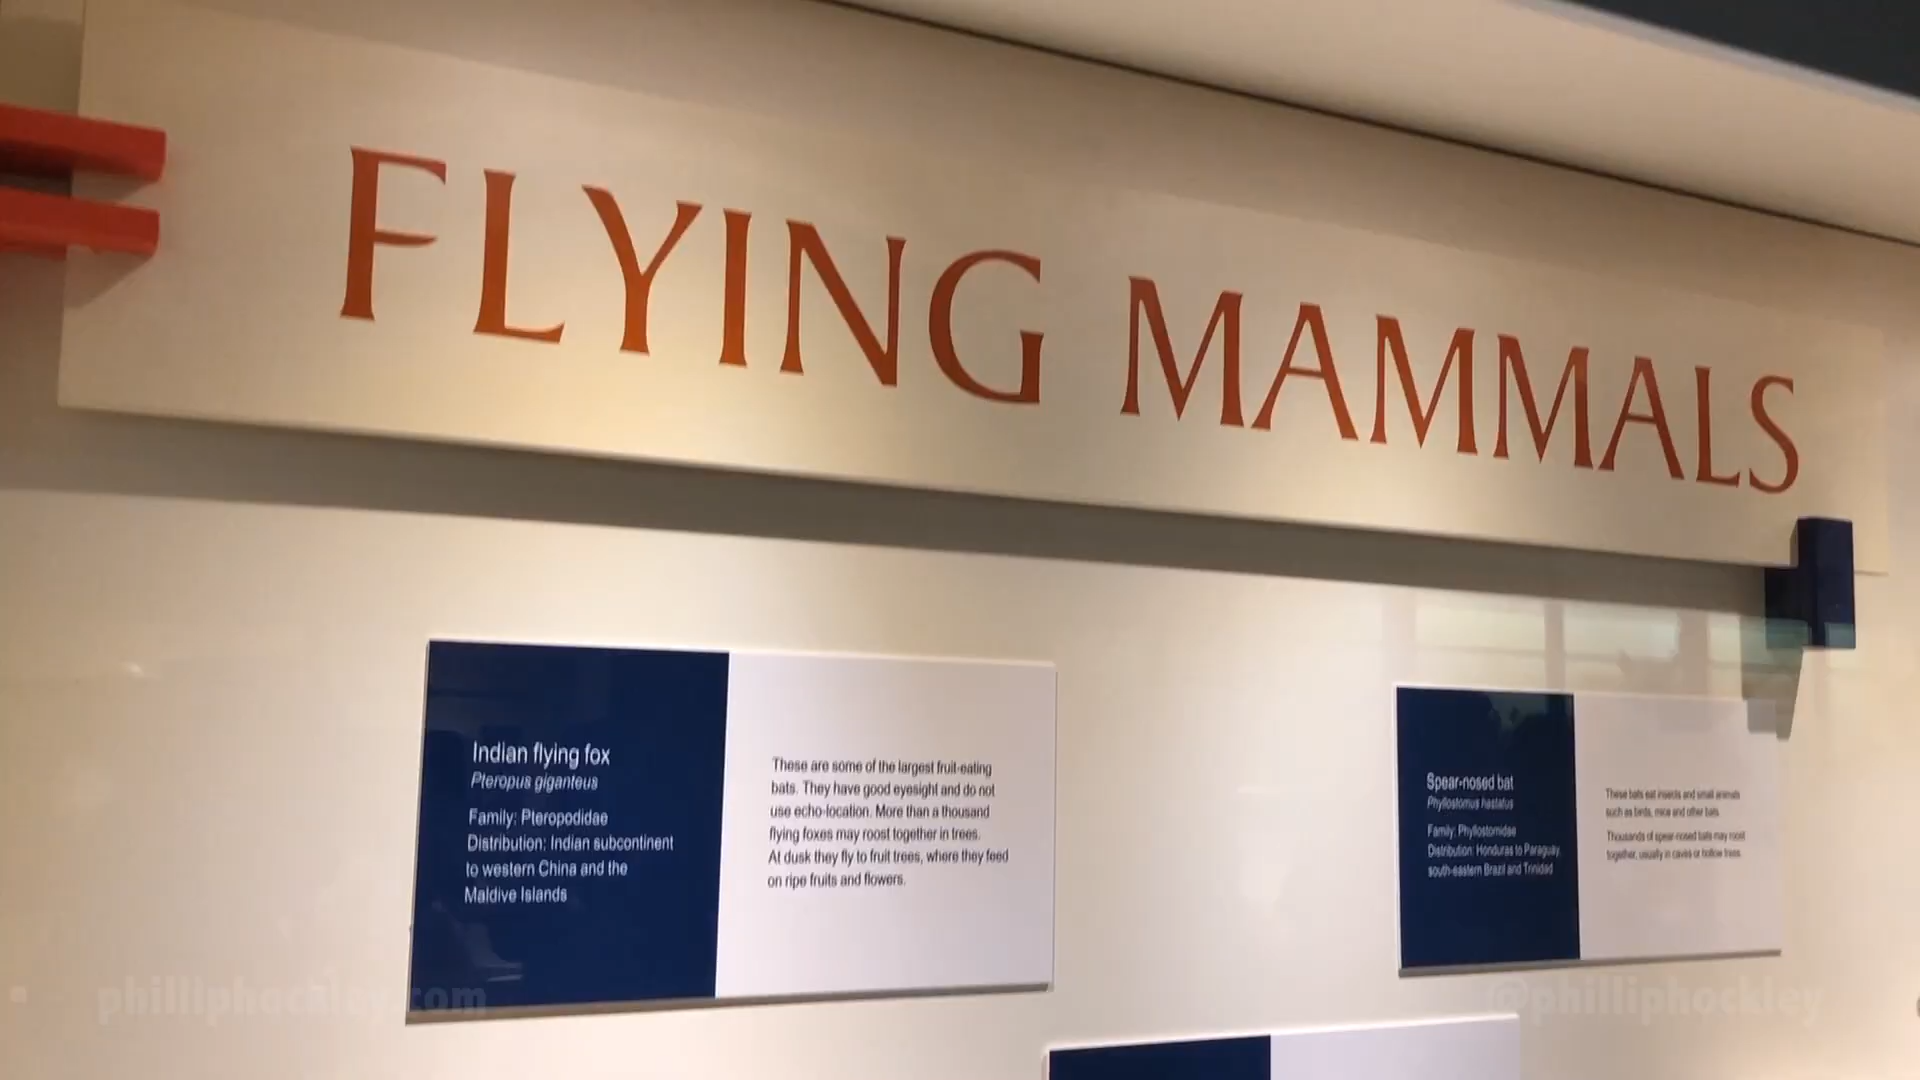 FLYING MAMMALS
Indian flying fox
Pteropus giganteus
Family: Pteropodidae
Distribution: Indian subcontinent
to western China and the
Maldive Islands
These are some of the largest fruit-eating
bats. They have good eyesight and do not
use echo-location. More than a thousand
flying foxes may roost together in trees.
At dusk they fly to fruit trees, where they feed
on ripe fruits and flowers.
Spear-nosed bat
Phyllostomus hastatus
Family: Phyllostomidae
Distribution: Honduras to Paraguay,
south-eastern Brazil and Trinidad
These bats eat insects and small animals
such as birds, mice and other bats.
Thousands of spear-nosed bats may roost
together, usually in caves or hollow trees.
philliphockley.com
@philliphockley